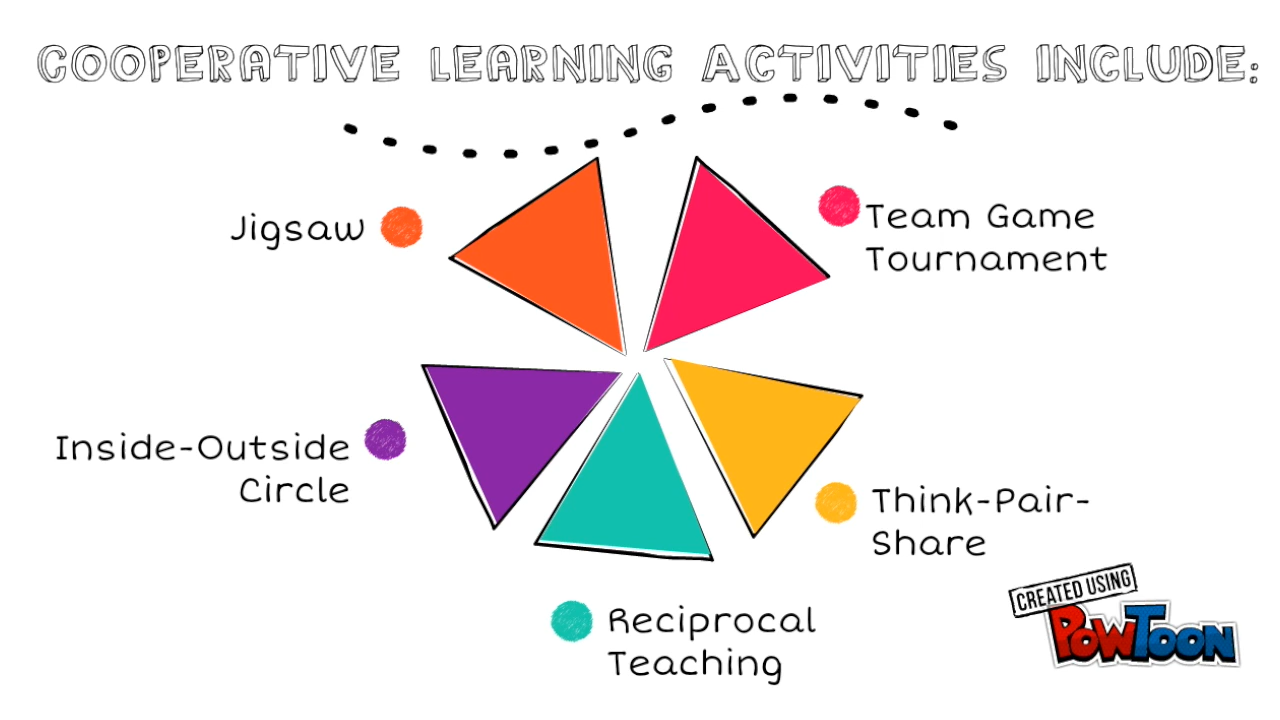 COOPERATIVE LEARNING ACTIVITIES INCLUDE:
Jigsaw
Team Game
Tournament
Inside-Outside
Circle
Think-Pair-
Share
Reciprocal
Teaching
CREATED USING
POWTOON